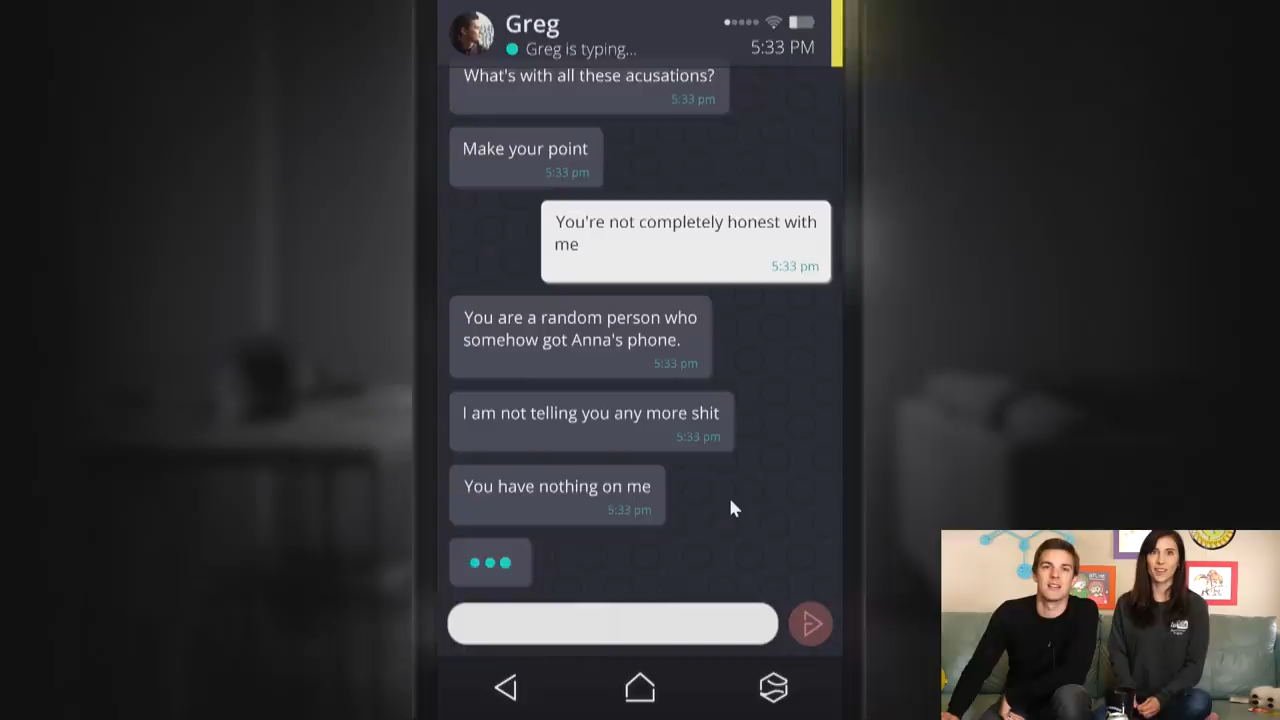 Greg
Greg is typing...
5:33 PM
What's with all these acusations?
5:33 pm
Make your point
5:33 pm
You're not completely honest with
me
5:33 pm
You are a random person who
somehow got Anna's phone.
5:33 pm
I am not telling you any more shit
5:33 pm
You have nothing on me
5:33 pm